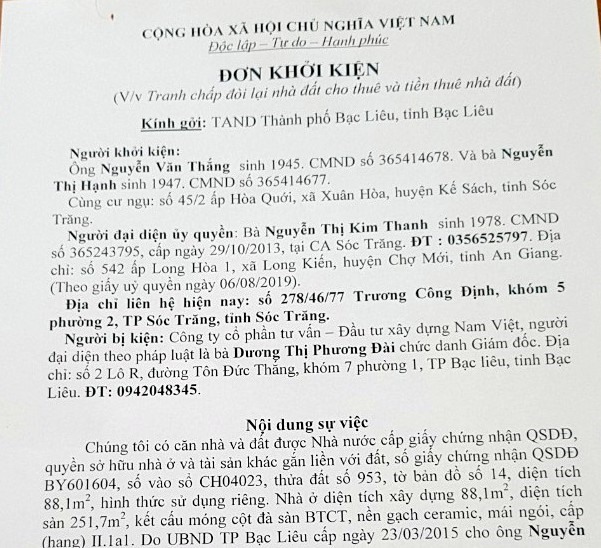 CỘNG HÒA XÃ HỘI CHỦ NGHĨA VIỆT NAM
Độc lập – Tự do – Hạnh phúc
ĐƠN KHỞI KIỆN
(V/v Tranh chấp đòi lại nhà đất cho thuê và tiền thuê nhà đất)
Kính gởi: TAND Thành phố Bạc Liêu, tỉnh Bạc Liêu
Người khởi kiện:
Ông Nguyễn Văn Thắng sinh 1945. CMND số 365414678. Và bà Nguyễn
Thị Hạnh sinh 1947. CMND số 365414677.
Cùng cư ngụ: số 45/2 ấp Hòa Quới, xã Xuân Hòa, huyện Kế Sách, tỉnh Sóc
Trăng.
Người đại diện ủy quyền: Bà Nguyễn Thị Kim Thanh sinh 1978. CMND
số 365243795, cấp ngày 29/10/2013, tại CA Sóc Trăng. ĐT : 0356525797. Địa
chỉ: số 542 ấp Long Hòa 1, xã Long Kiến, huyện Chợ Mới, tỉnh An Giang.
(Theo giấy uỷ quyền ngày 06/08/2019).
Địa chỉ liên hệ hiện nay: số 278/46/77 Trương Công Định, khóm 5
phường 2, TP Sóc Trăng, tỉnh Sóc Trăng.
Người bị kiện: Công ty cổ phần tư vấn – Đầu tư xây dựng Nam Việt, người
đại diện theo pháp luật là bà Dương Thị Phương Đài chức danh Giám đốc. Địa
chỉ: số 2 Lô R, đường Tôn Đức Thắng, khóm 7 phường 1, TP Bạc liêu, tỉnh Bạc
Liêu. ĐT: 0942048345.
Nội dung sự việc
Chúng tôi có căn nhà và đất được Nhà nước cấp giấy chứng nhận QSDĐ,
quyền sở hữu nhà ở và tài sản khác gắn liền với đất, số giấy chứng nhận QSDĐ
BY601604, số vào sổ CH04023, thửa đất số 953, tờ bản đồ số 14, diện tích
88,1m², hình thức sử dụng riêng. Nhà ở diện tích xây dựng 88,1m², diện tích
sàn 251,7m², kết cấu móng cột đà sàn BTCT, nền gạch ceramic, mái ngói, cấp
(hạng) II.1a1. Do UBND TP Bạc Liêu cấp ngày 23/03/2015 cho ông Nguyễn